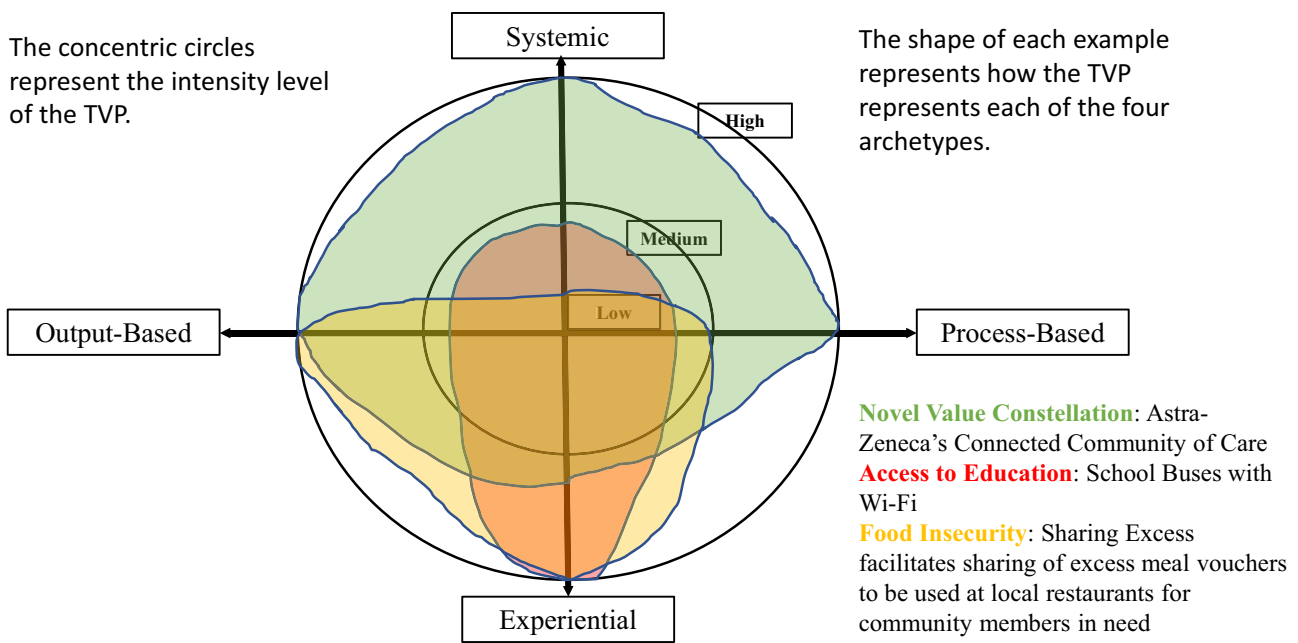 The concentric circles
represent the intensity level
of the TVP.
Systemic
The shape of each example
represents how the TVP
represents each of the four
archetypes.
High
Medium
Low
Output-Based
Process-Based
Novel Value Constellation: Astra-
Zeneca's Connected Community of Care
Access to Education: School Buses with
Wi-Fi
Food Insecurity: Sharing Excess
facilitates sharing of excess meal vouchers
to be used at local restaurants for
community members in need
Experiential